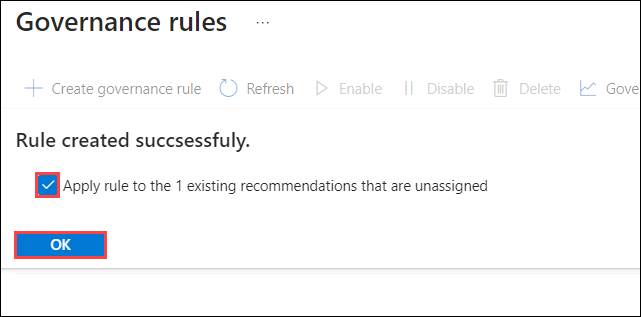 Governance rules ...
Create governance rule Refresh Enable Disable Delete Gove
Rule created succsessfuly.
Apply rule to the 1 existing recommendations that are unassigned
OK